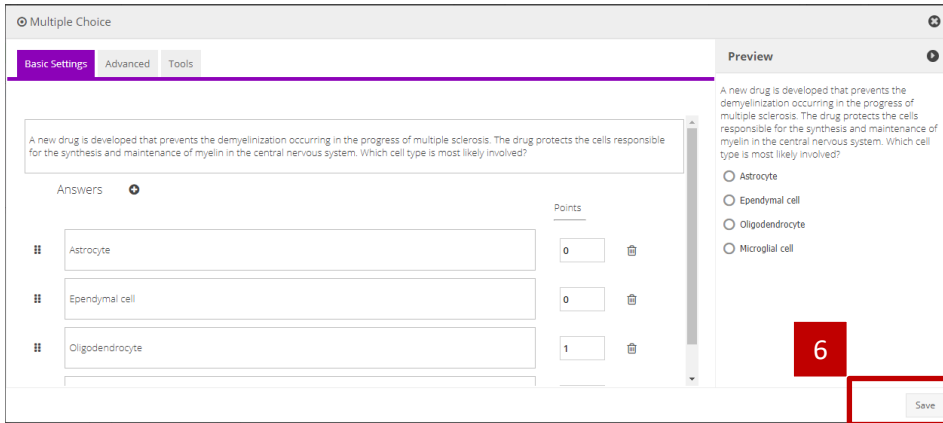 Multiple Choice
Basic Settings Advanced Tools
A new drug is developed that prevents the demyelinization occurring in the progress of multiple sclerosis. The drug protects the cells responsible
for the synthesis and maintenance of myelin in the central nervous system. Which cell type is most likely involved?
Answers
Points
Astrocyte 0
Ependymal cell 0
Oligodendrocyte 1
Preview
A new drug is developed that prevents the
demyelinization occurring in the progress of
multiple sclerosis. The drug protects the cells
responsible for the synthesis and maintenance of
myelin in the central nervous system. Which cell
type is most likely involved?
Astrocyte
Ependymal cell
Oligodendrocyte
Microglial cell
6
Save